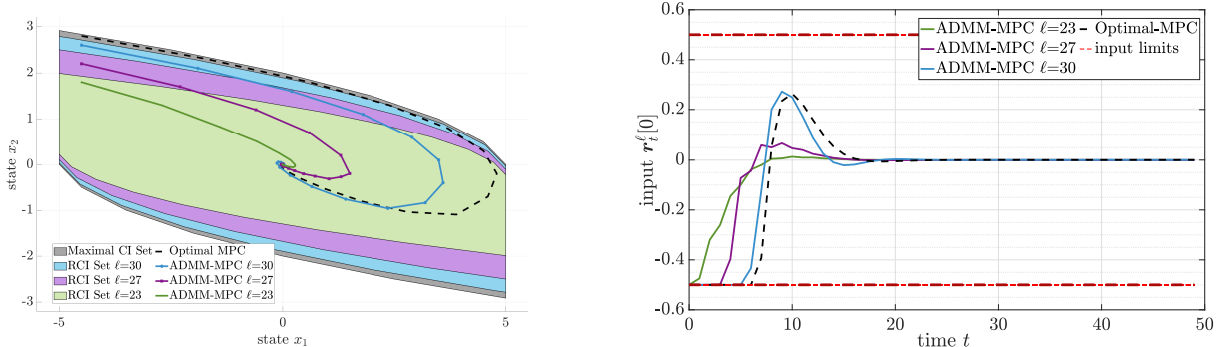 3
2
1
0
-1
-2
-3
state x₂
-5
0
5
state x₁
Maximal CI Set
Optimal MPC
RCI Set ℓ=30
ADMM-MPC ℓ=30
RCI Set ℓ=27
ADMM-MPC ℓ=27
RCI Set ℓ=23
ADMM-MPC ℓ=23
0.6
0.4
0.2
0
-0.2
-0.4
-0.6
input rₜ^ℓ[0]
0
10
20
30
40
50
time t
ADMM-MPC ℓ=23
Optimal-MPC
ADMM-MPC ℓ=27
input limits
ADMM-MPC ℓ=30